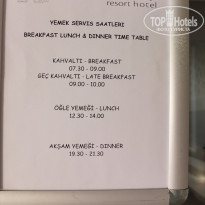 resort hotel
TopHotels
YEMEK SERVIS SAATLERI
BREAKFAST LUNCH & DINNER TIME TABLE
KAHVALTI - BREAKFAST
07.30 - 09.00
GEÇ KAHVALTI - LATE BREAKFAST
09.00 - 10.00
ÖĞLE YEMEĞİ - LUNCH
12.30 - 14.00
AKŞAM YEMEĞİ - DINNER
19.30 - 21.30